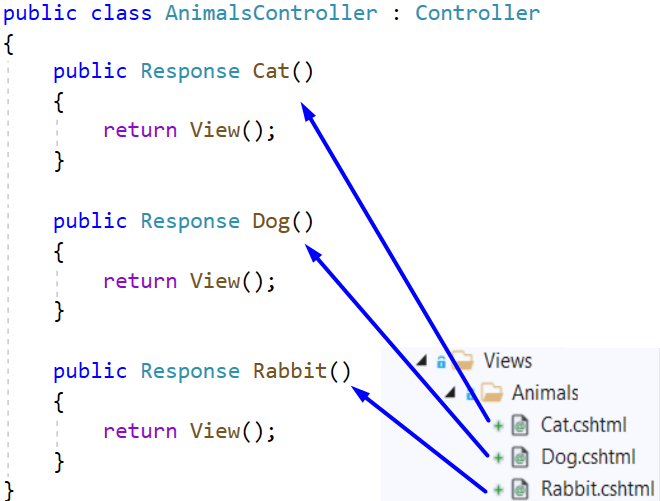 public class AnimalsController : Controller
{
public Response Cat()
{
return View();
}
public Response Dog()
{
return View();
}
public Response Rabbit()
{
return View();
}
}
Views
Animals
Cat.cshtml
Dog.cshtml
Rabbit.cshtml